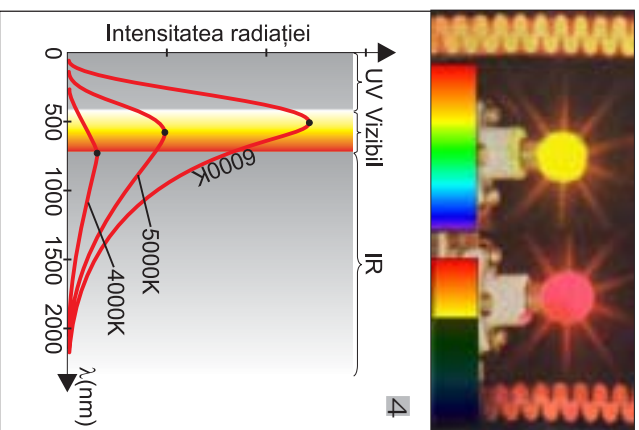 Intensitatea radiației
UV Vizibil
IR
6000K
5000K
4000K
0
500
1000
1500
2000
λ(nm)
4